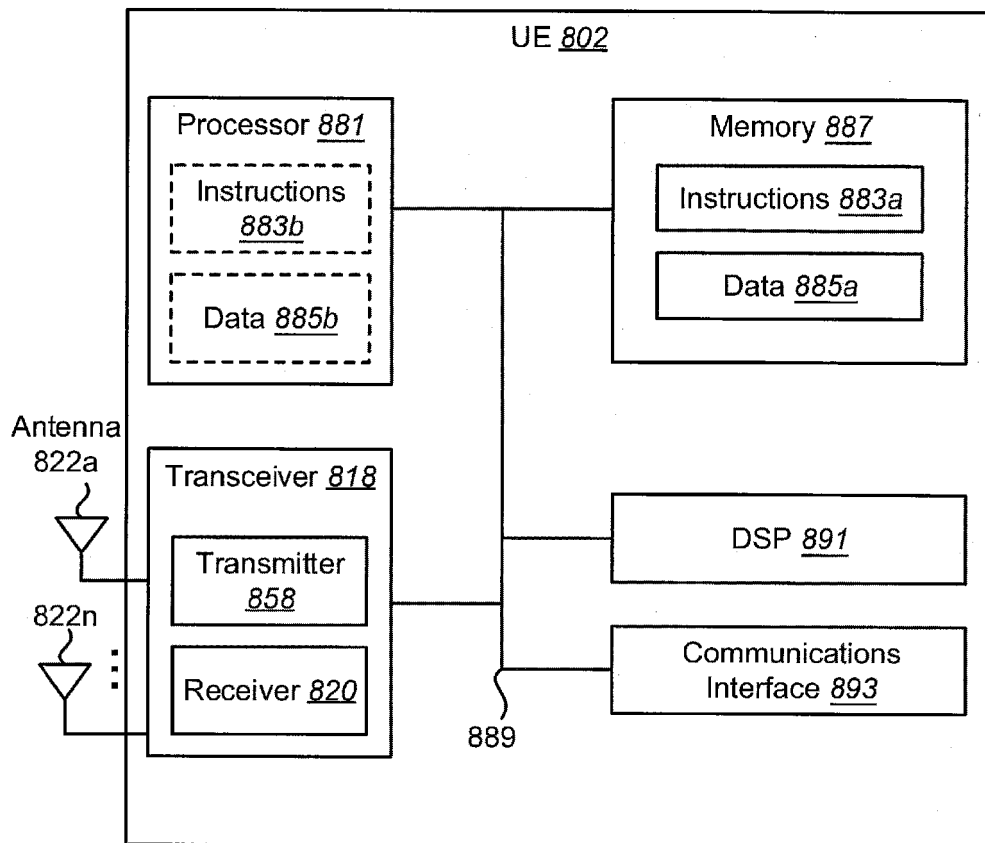 UE 802
Processor 881
Instructions
883b
Data 885b
Memory 887
Instructions 883a
Data 885a
Antenna
822a
822n
Transceiver 818
Transmitter
858
Receiver 820
DSP 891
Communications
Interface 893
889